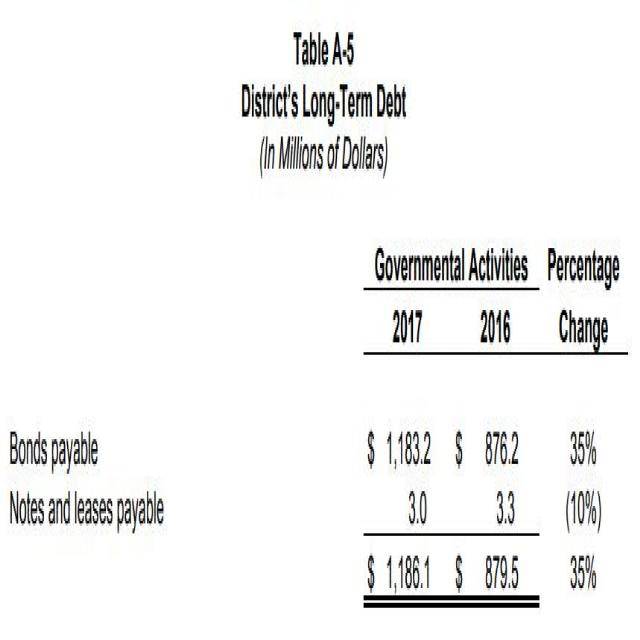 Table A-5
District's Long-Term Debt
(In Millions of Dollars)
Governmental Activities Percentage
2017 2016 Change
Bonds payable $ 1,183.2 $ 876.2 35%
Notes and leases payable 3.0 3.3 (10%)
$ 1,186.1 $ 879.5 35%